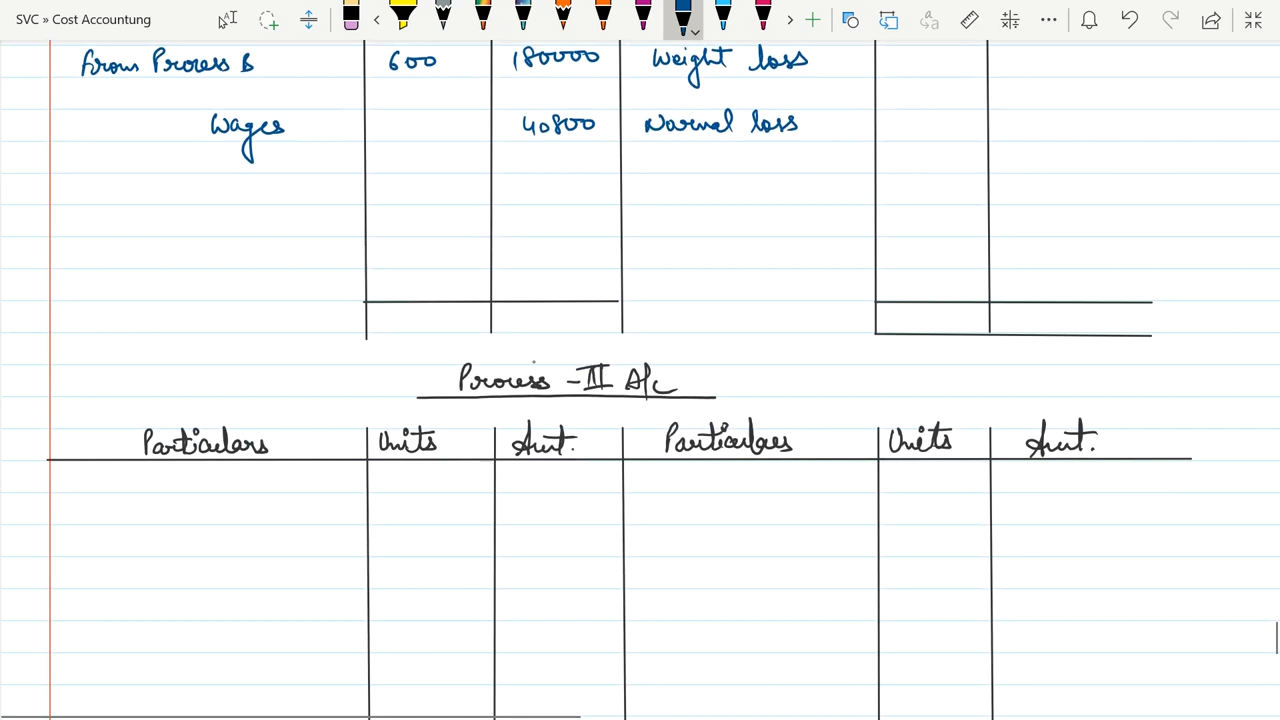 SVC » Cost Accountung
from Process B 600 180000 Weight loss
Wages 40800 Normal loss
Process - II A/c
Particulars Units Amt. Particulars Units Amt.